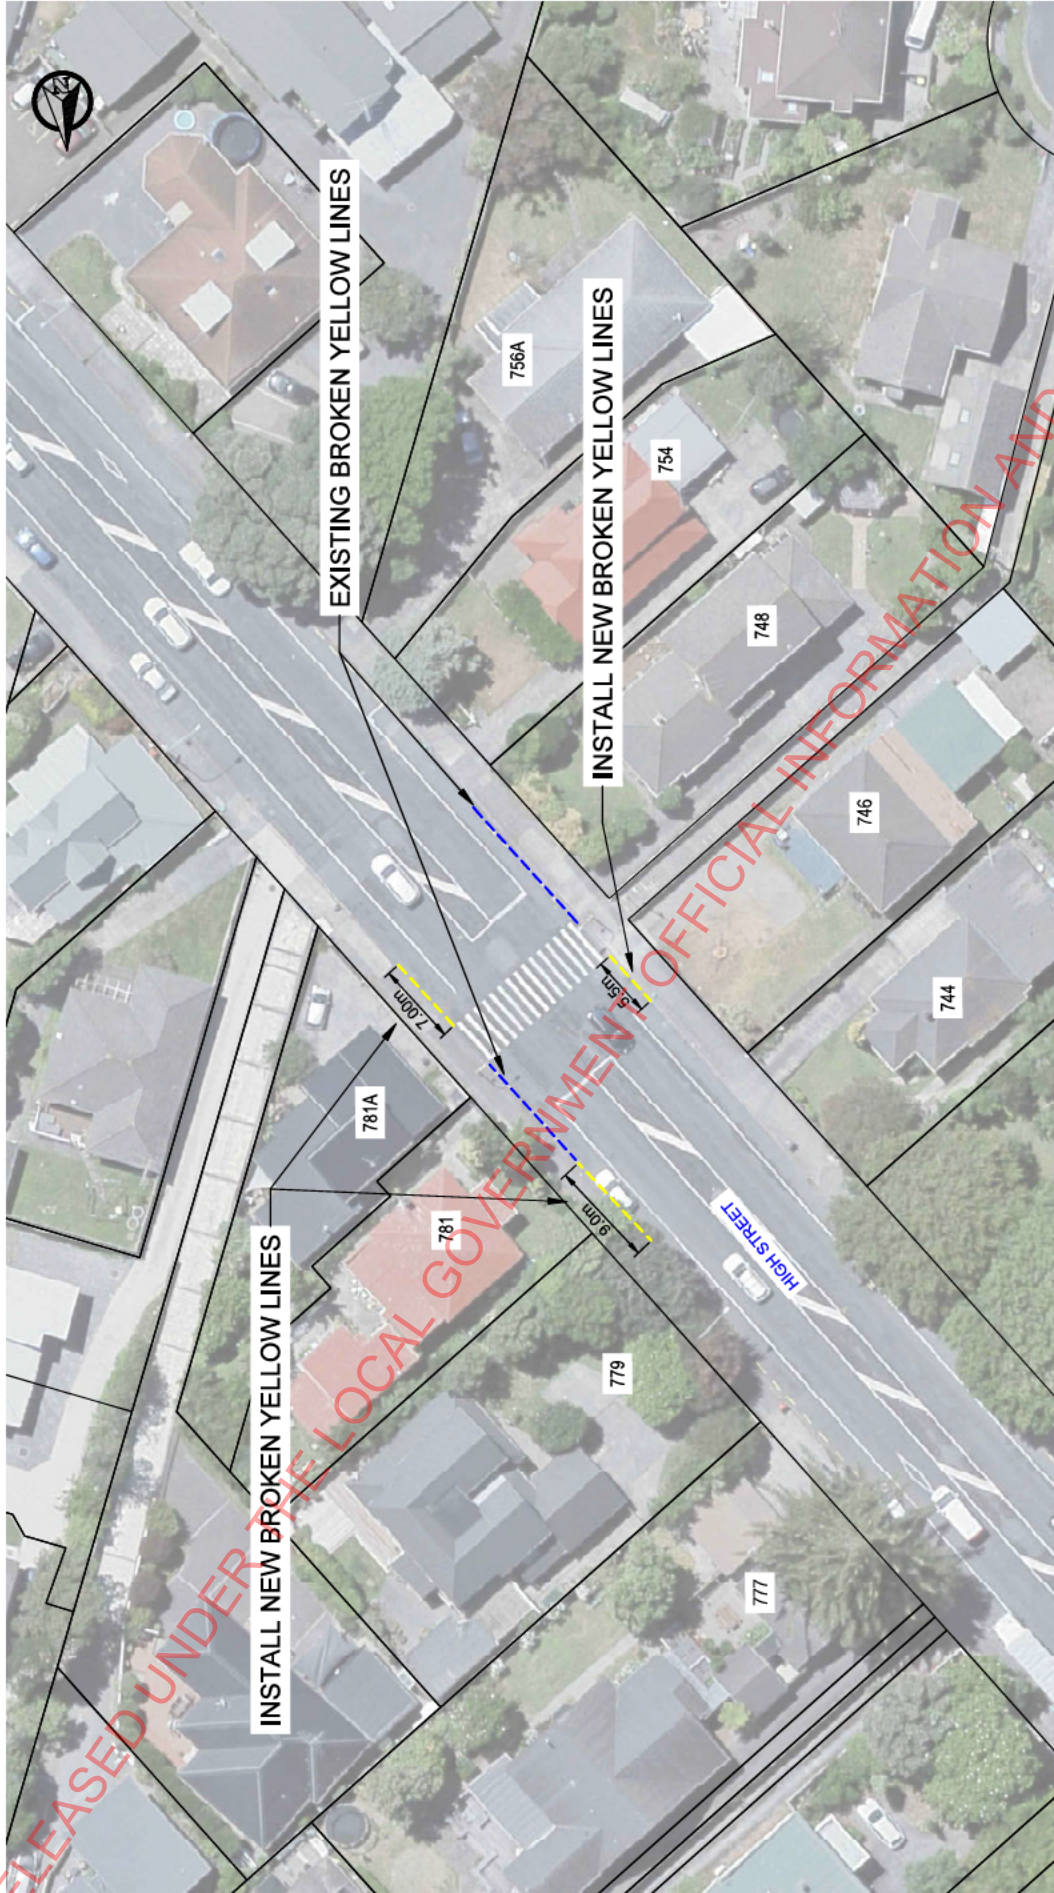 N
EXISTING BROKEN YELLOW LINES
INSTALL NEW BROKEN YELLOW LINES
756A
754
748
746
744
7.00m
5.5m
781A
781
9.0m
HIGH STREET
779
777
INSTALL NEW BROKEN YELLOW LINES
RELEASED UNDER THE LOCAL GOVERNMENT OFFICIAL INFORMATION AND